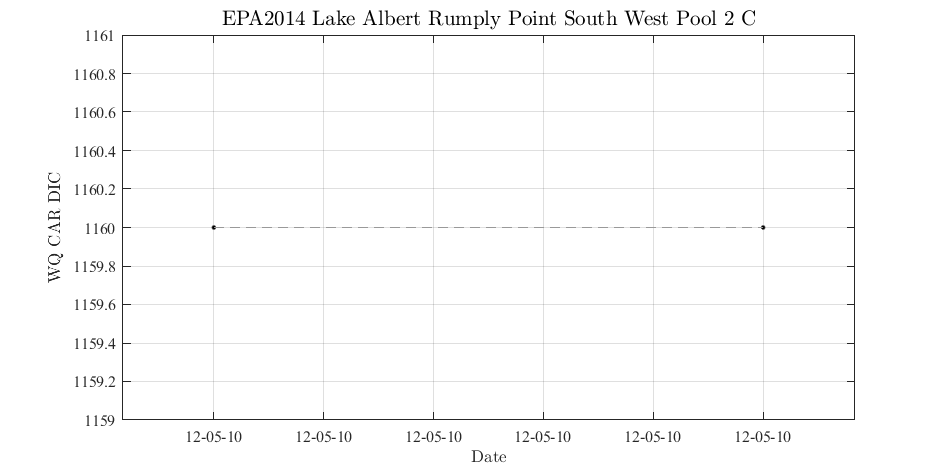 EPA2014 Lake Albert Rumply Point South West Pool 2 C
1161
1160.8
1160.6
1160.4
1160.2
1160
1159.8
1159.6
1159.4
1159.2
1159
WQ CAR DIC
12-05-10 12-05-10 12-05-10 12-05-10 12-05-10 12-05-10
Date